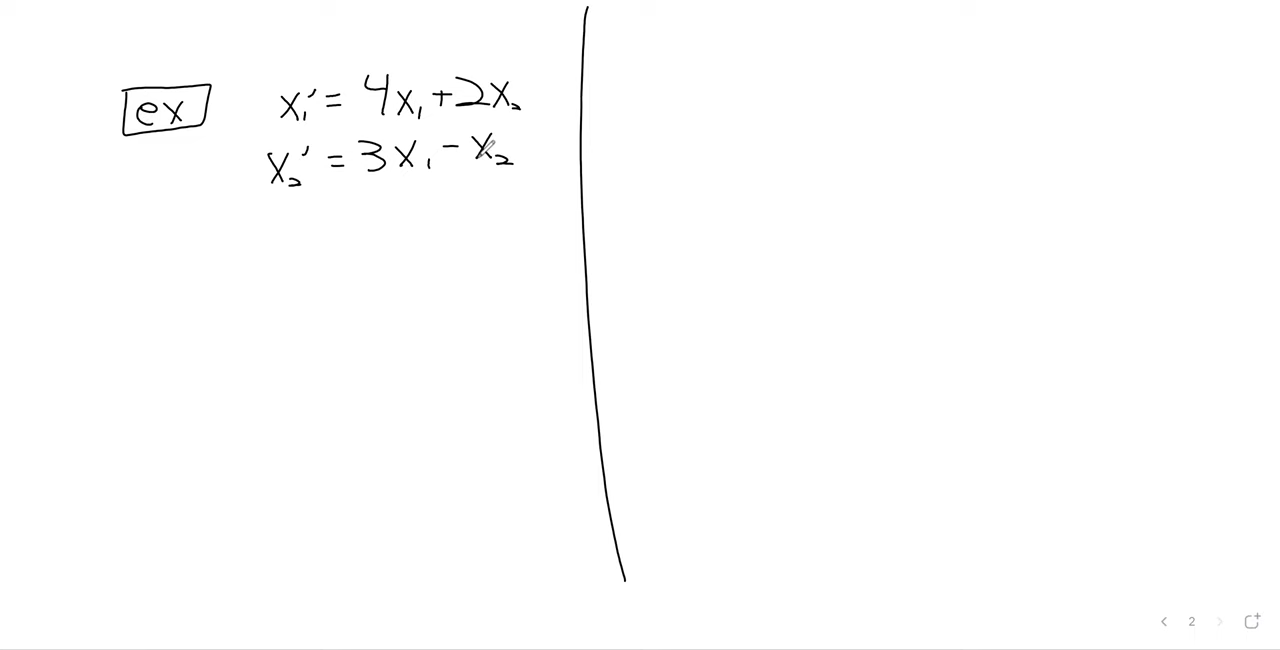 ex x₁' = 4x₁ + 2x₂
x₂' = 3x₁ - x₂
2